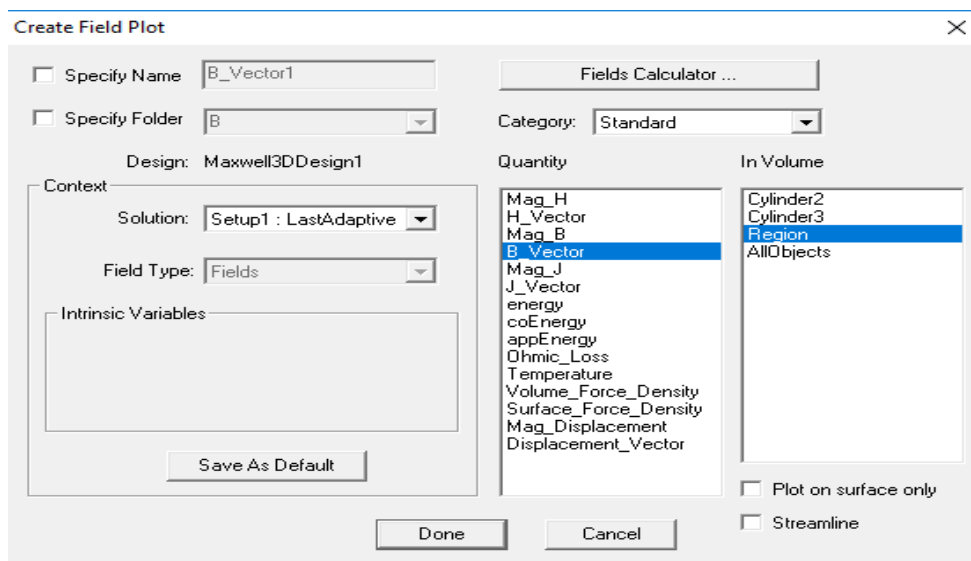 Create Field Plot
Specify Name B_Vector1
Specify Folder B
Design: Maxwell3DDesign1
Context
Solution: Setup1 : LastAdaptive
Field Type: Fields
Intrinsic Variables
Save As Default
Fields Calculator ...
Category: Standard
Quantity
Mag_H
H_Vector
Mag_B
B_Vector
Mag_J
J_Vector
energy
coEnergy
appEnergy
Ohmic_Loss
Temperature
Volume_Force_Density
Surface_Force_Density
Mag_Displacement
Displacement_Vector
In Volume
Cylinder2
Cylinder3
Region
AllObjects
Plot on surface only
Streamline
Done
Cancel